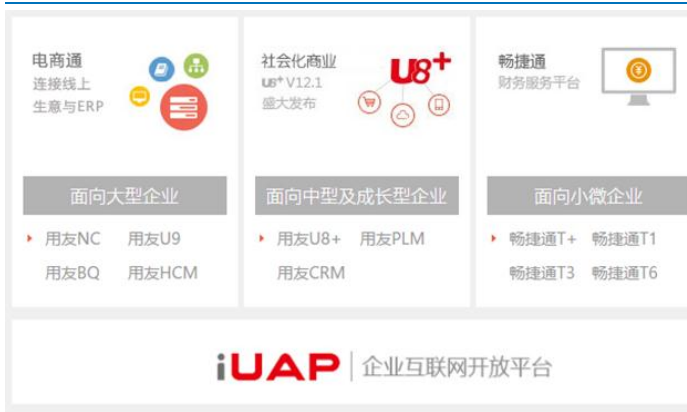 电商通
连接线上
生意与ERP
社会化商业
U8+ V12.1
盛大发布
U8+
畅捷通
财务服务平台
面向大型企业
用友NC 用友U9
用友BQ 用友HCM
面向中型及成长型企业
用友U8+ 用友PLM
用友CRM
面向小微企业
畅捷通T+ 畅捷通T1
畅捷通T3 畅捷通T6
iUAP 企业互联网开放平台